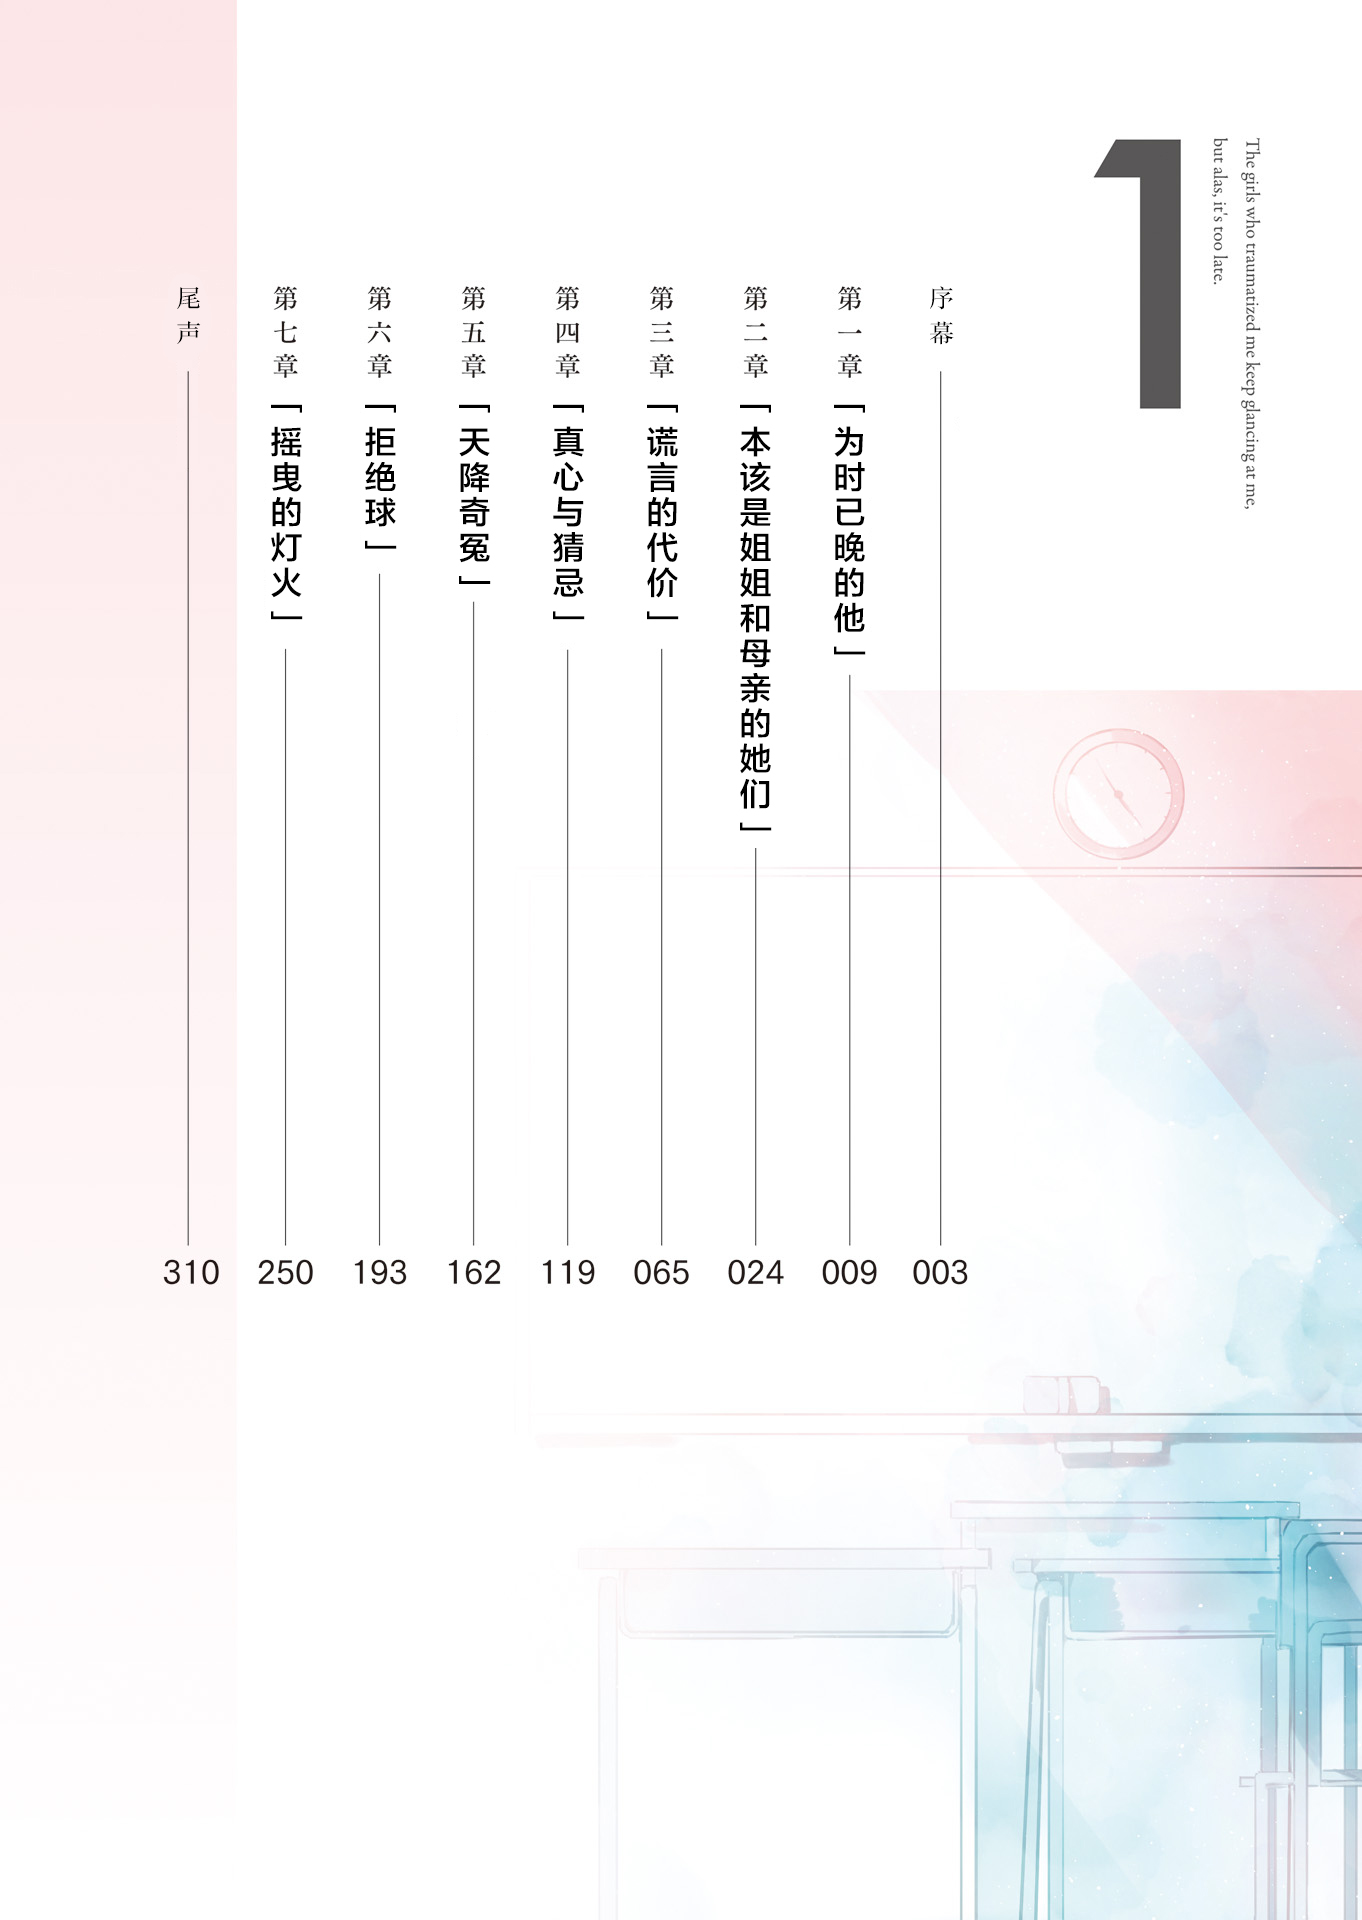 The girls who traumatized me keep glancing at me,
but alas, it's too late.
1
序幕 003
第一章「为时已晚的他」 009
第二章「本该是姐姐和母亲的她们」 024
第三章「谎言的代价」 065
第四章「真心与猜忌」 119
第五章「天降奇冤」 162
第六章「拒绝球」 193
第七章「摇曳的灯火」 250
尾声 310